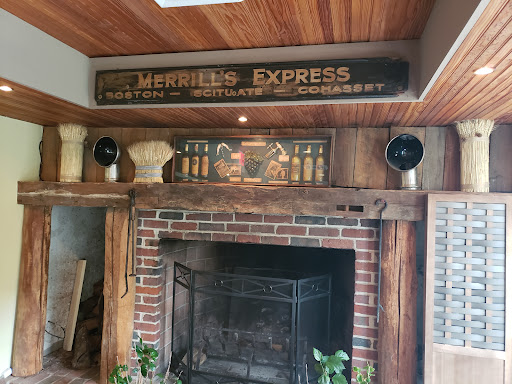 MERRILL'S EXPRESS
BOSTON — SCITUATE — COHASSET